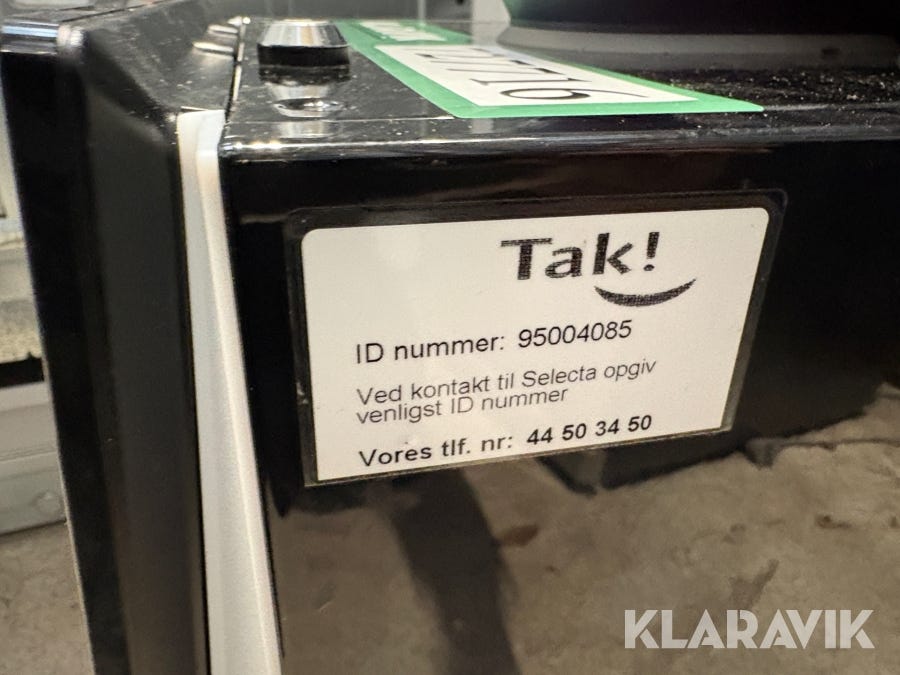 Tak!
ID nummer: 95004085
Ved kontakt til Selecta opgiv
venligst ID nummer
Vores tlf. nr: 44 50 34 50
KLARAVIK